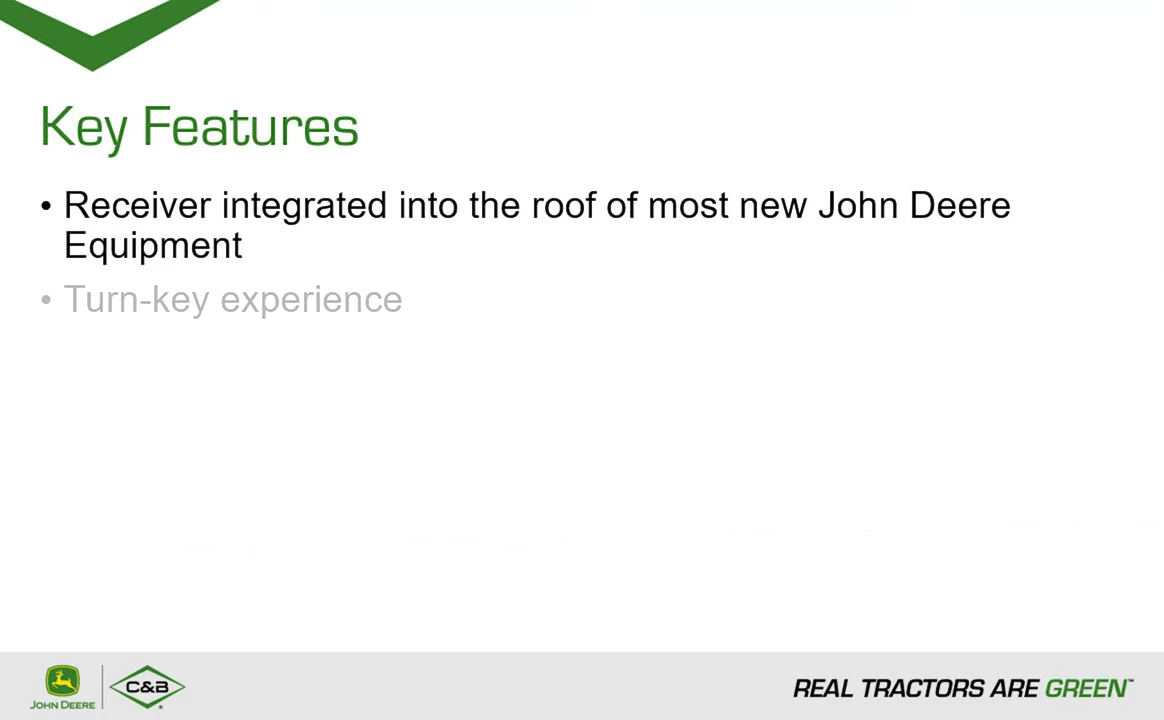 Key Features
• Receiver integrated into the roof of most new John Deere
Equipment
• Turn-key experience
JOHN DEERE
C&B
REAL TRACTORS ARE GREEN™